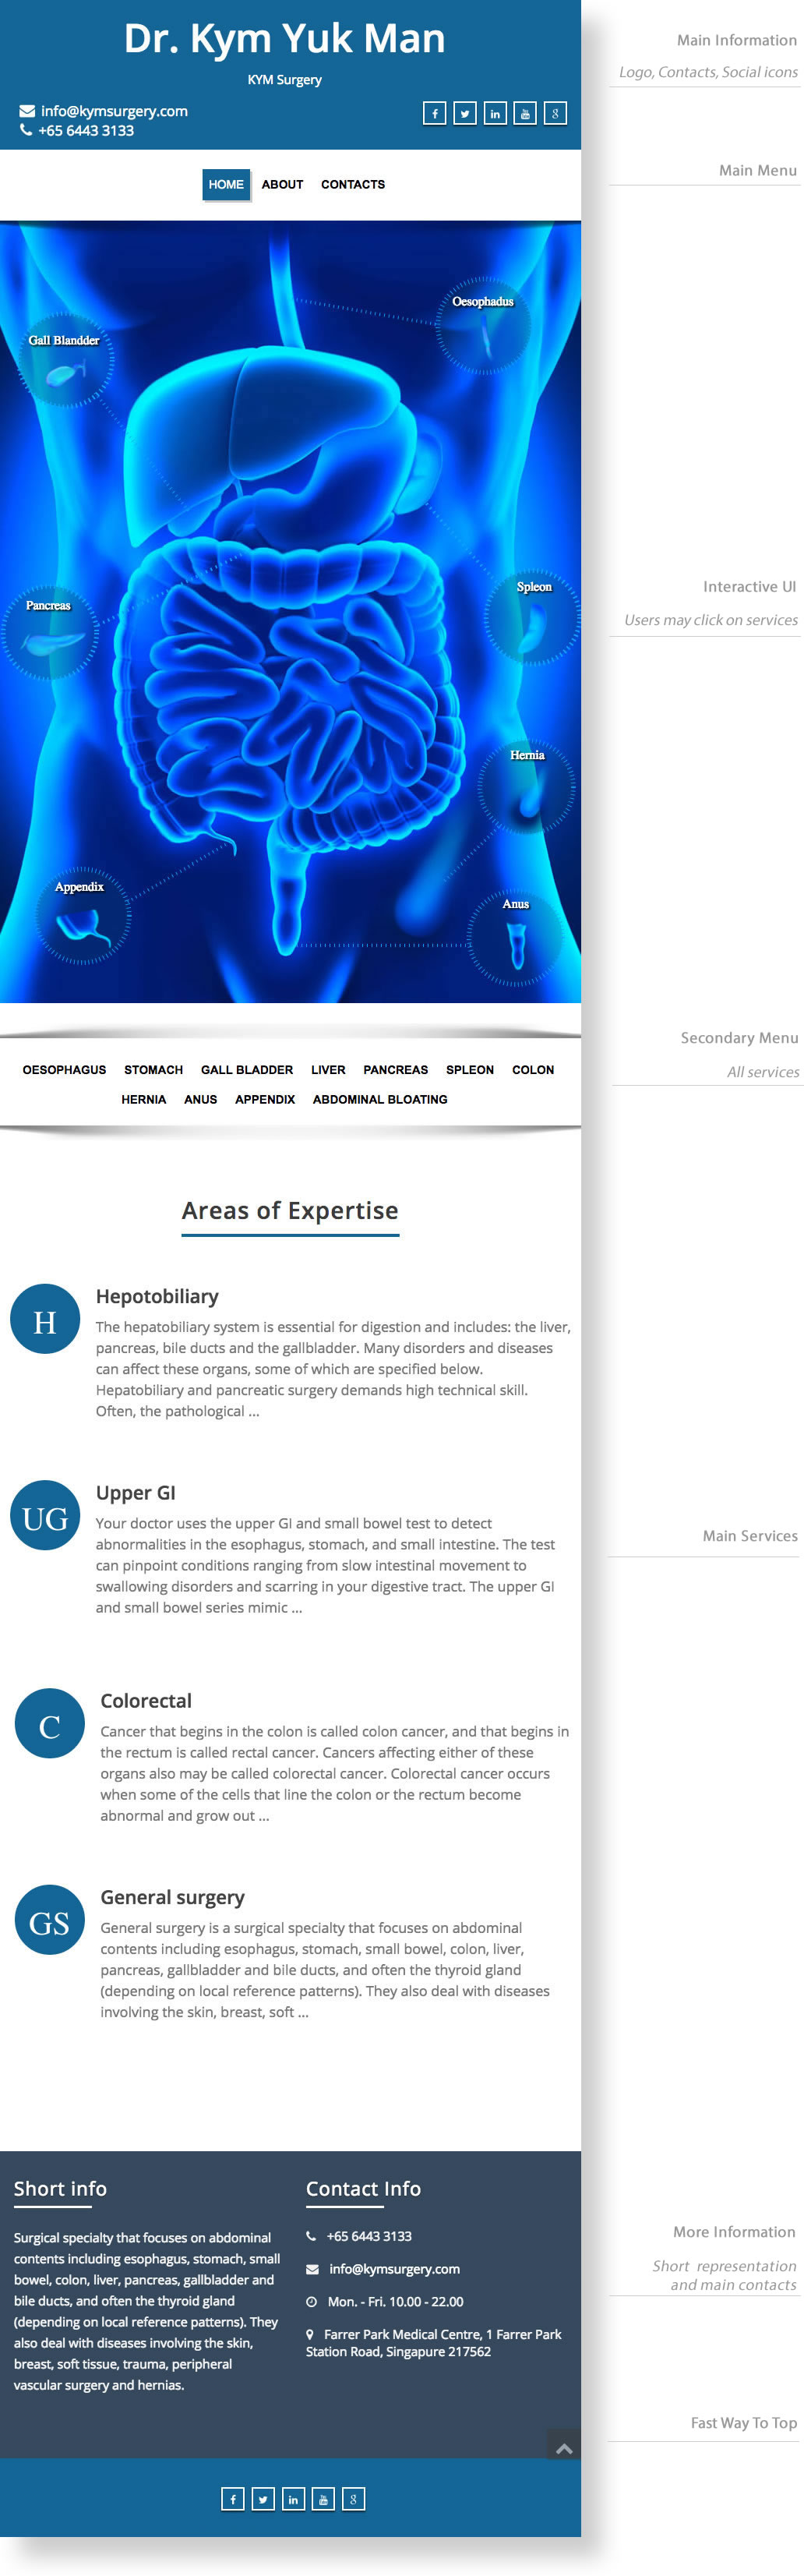 Dr. Kym Yuk Man
KYM Surgery
info@kymsurgery.com
+65 6443 3133
Main Information
Logo, Contacts, Social icons
HOME ABOUT CONTACTS
Main Menu
Oesophadus
Gall Blandder
Spleon
Pancreas
Hernia
Appendix
Anus
Interactive UI
Users may click on services
OESOPHAGUS STOMACH GALL BLADDER LIVER PANCREAS SPLEON COLON
HERNIA ANUS APPENDIX ABDOMINAL BLOATING
Secondary Menu
All services
Areas of Expertise
H
Hepotobiliary
The hepatobiliary system is essential for digestion and includes: the liver,
pancreas, bile ducts and the gallbladder. Many disorders and diseases
can affect these organs, some of which are specified below.
Hepatobiliary and pancreatic surgery demands high technical skill.
Often, the pathological ...
UG
Upper GI
Your doctor uses the upper GI and small bowel test to detect
abnormalities in the esophagus, stomach, and small intestine. The test
can pinpoint conditions ranging from slow intestinal movement to
swallowing disorders and scarring in your digestive tract. The upper GI
and small bowel series mimic ...
Main Services
C
Colorectal
Cancer that begins in the colon is called colon cancer, and that begins in
the rectum is called rectal cancer. Cancers affecting either of these
organs also may be called colorectal cancer. Colorectal cancer occurs
when some of the cells that line the colon or the rectum become
abnormal and grow out ...
GS
General surgery
General surgery is a surgical specialty that focuses on abdominal
contents including esophagus, stomach, small bowel, colon, liver,
pancreas, gallbladder and bile ducts, and often the thyroid gland
(depending on local reference patterns). They also deal with diseases
involving the skin, breast, soft ...
Short info
Surgical specialty that focuses on abdominal
contents including esophagus, stomach, small
bowel, colon, liver, pancreas, gallbladder and
bile ducts, and often the thyroid gland
(depending on local reference patterns). They
also deal with diseases involving the skin,
breast, soft tissue, trauma, peripheral
vascular surgery and hernias.
Contact Info
+65 6443 3133
info@kymsurgery.com
Mon. - Fri. 10.00 - 22.00
Farrer Park Medical Centre, 1 Farrer Park
Station Road, Singapure 217562
More Information
Short representation
and main contacts
Fast Way To Top